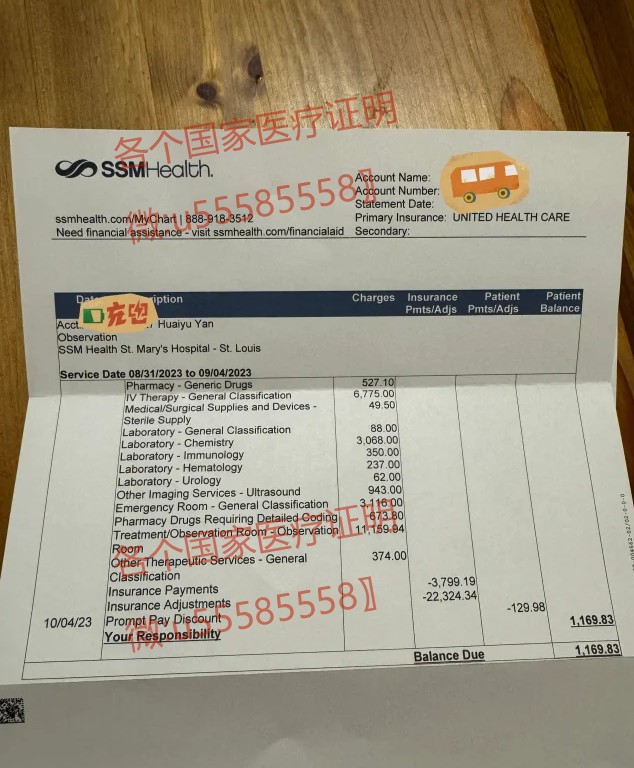 各个国家医疗证明
SSMHealth.
Account Name:
Account Number:
Statement Date:
Primary Insurance: UNITED HEALTH CARE
Secondary:
微:u55585558】
ssmhealth.com/MyChart | 888-918-3512
Need financial assistance - visit ssmhealth.com/financialaid
Charges Insurance Pmts/Adjs Patient Pmts/Adjs Patient Balance
充电
Huaiyu Yan
Observation
SSM Health St. Mary's Hospital - St. Louis
Service Date 08/31/2023 to 09/04/2023
Pharmacy - Generic Drugs 527.10
IV Therapy - General Classification 6,775.00
Medical/Surgical Supplies and Devices - 49.50
Sterile Supply
Laboratory - General Classification 88.00
Laboratory - Chemistry 3,068.00
Laboratory - Immunology 350.00
Laboratory - Hematology 237.00
Laboratory - Urology 62.00
Other Imaging Services - Ultrasound 943.00
Emergency Room - General Classification 3,116.00
Pharmacy Drugs Requiring Detailed Coding 673.80
Treatment/Observation Room - Observation 11,159.94
Room
各个国家医疗证明
Other Therapeutic Services - General 374.00
Classification
Insurance Payments -3,799.19
Insurance Adjustments -22,324.34
10/04/23 Prompt Pay Discount -129.98
Your Responsibility 1,169.83
微:u55585558】
Balance Due 1,169.83